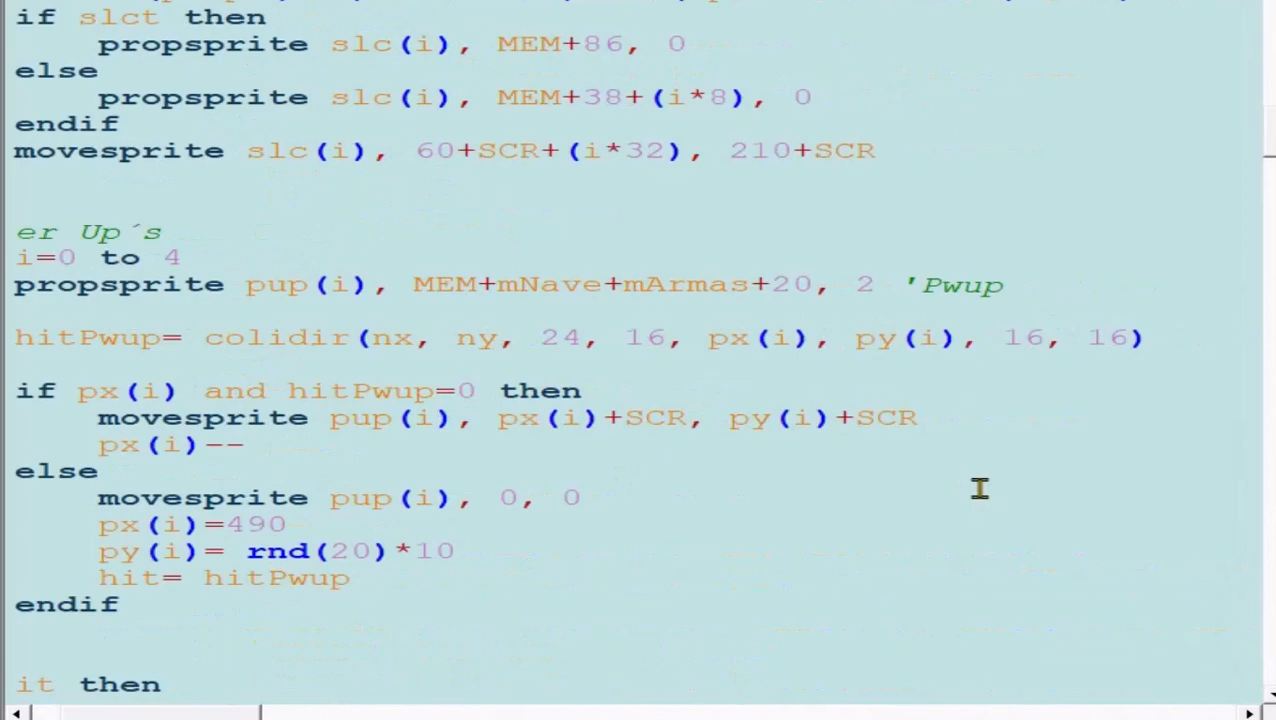 if slct then
propsprite slc(i), MEM+86, 0
else
propsprite slc(i), MEM+38+(i*8), 0
endif
movesprite slc(i), 60+SCR+(i*32), 210+SCR
er Up´s
i=0 to 4
propsprite pup(i), MEM+mNave+mArmas+20, 2 'Pwup
hitPwup= colidir(nx, ny, 24, 16, px(i), py(i), 16, 16)
if px(i) and hitPwup=0 then
movesprite pup(i), px(i)+SCR, py(i)+SCR
px(i)--
else
movesprite pup(i), 0, 0
px(i)=490
py(i)= rnd(20)*10
hit= hitPwup
endif
it then